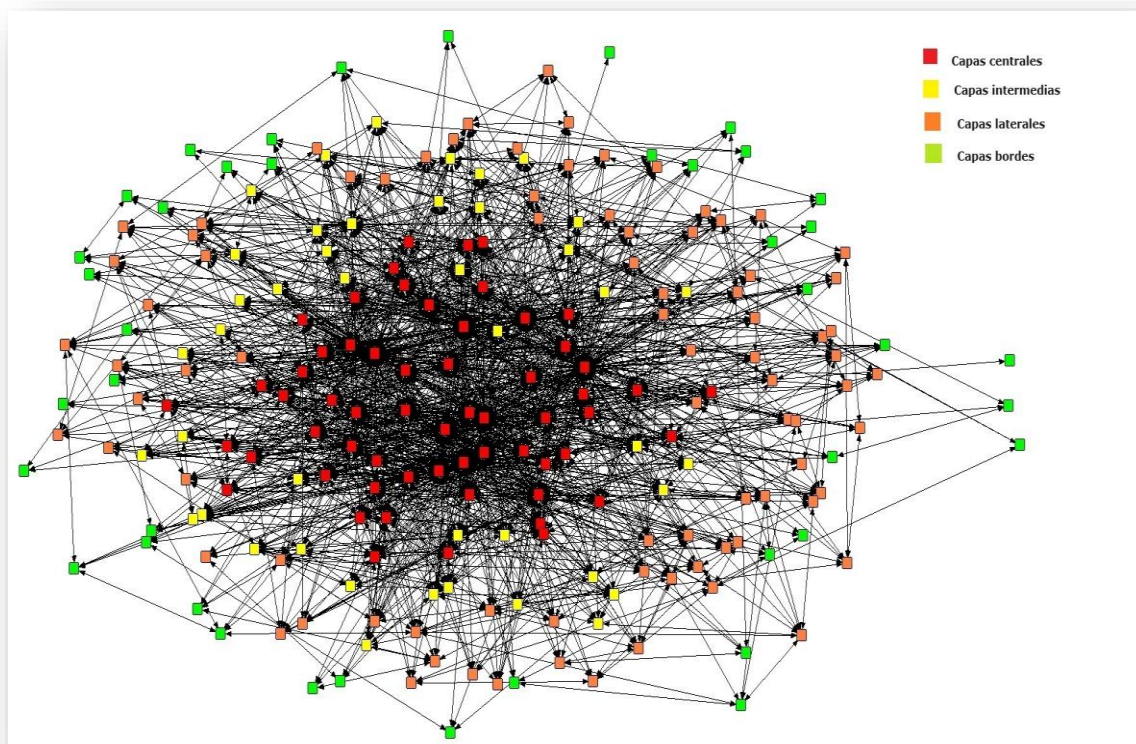 Capas centrales
Capas intermedias
Capas laterales
Capas bordes